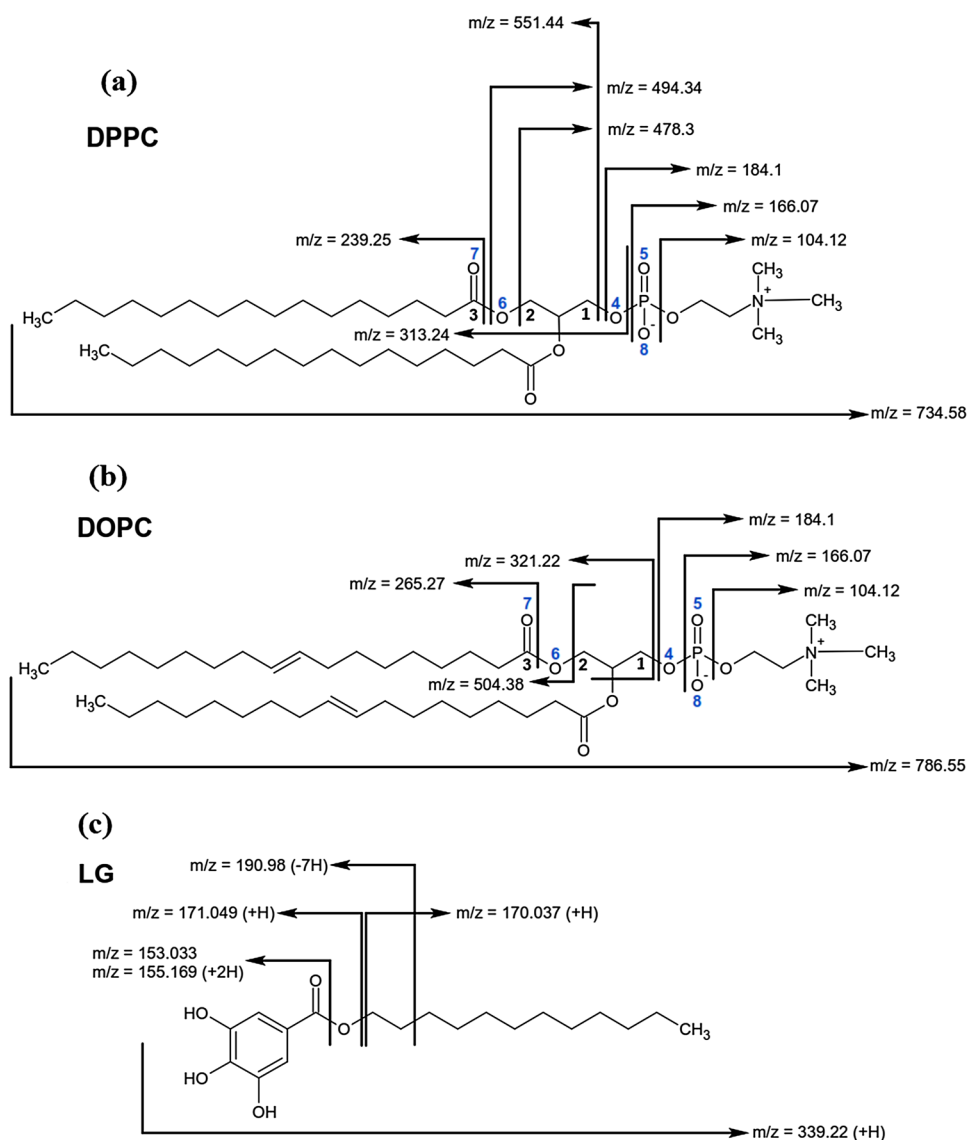 m/z = 551.44
(a)
DPPC
m/z = 494.34
m/z = 478.3
m/z = 184.1
m/z = 166.07
m/z = 239.25
m/z = 104.12
7
5
O
O
CH₃
H₃C
3
6
O
2
1
4
O
P
O
N
+
CH₃
O
-
8
CH₃
m/z = 313.24
H₃C
O
O
m/z = 734.58
(b)
DOPC
m/z = 184.1
m/z = 321.22
m/z = 166.07
m/z = 265.27
m/z = 104.12
7
5
O
O
CH₃
H₃C
3
6
O
2
1
4
O
P
O
N
+
CH₃
O
-
8
CH₃
m/z = 504.38
H₃C
O
O
m/z = 786.55
(c)
LG
m/z = 190.98 (-7H)
m/z = 171.049 (+H)
m/z = 170.037 (+H)
m/z = 153.033
m/z = 155.169 (+2H)
O
HO
O
CH₃
HO
OH
m/z = 339.22 (+H)